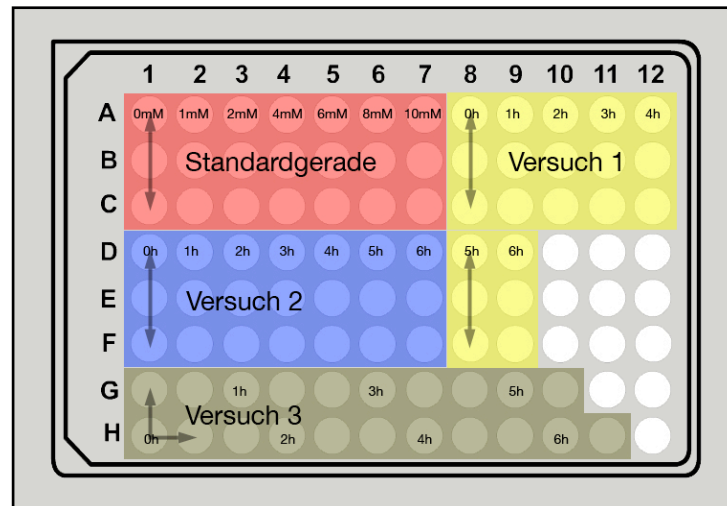 1 2 3 4 5 6 7 8 9 10 11 12
A 0mM 1mM 2mM 4mM 6mM 8mM 10mM 0h 1h 2h 3h 4h
B Standardgerade Versuch 1
C
D 0h 1h 2h 3h 4h 5h 6h 5h 6h
E Versuch 2
F
G 1h 3h 5h
Versuch 3
H 0h 2h 4h 6h